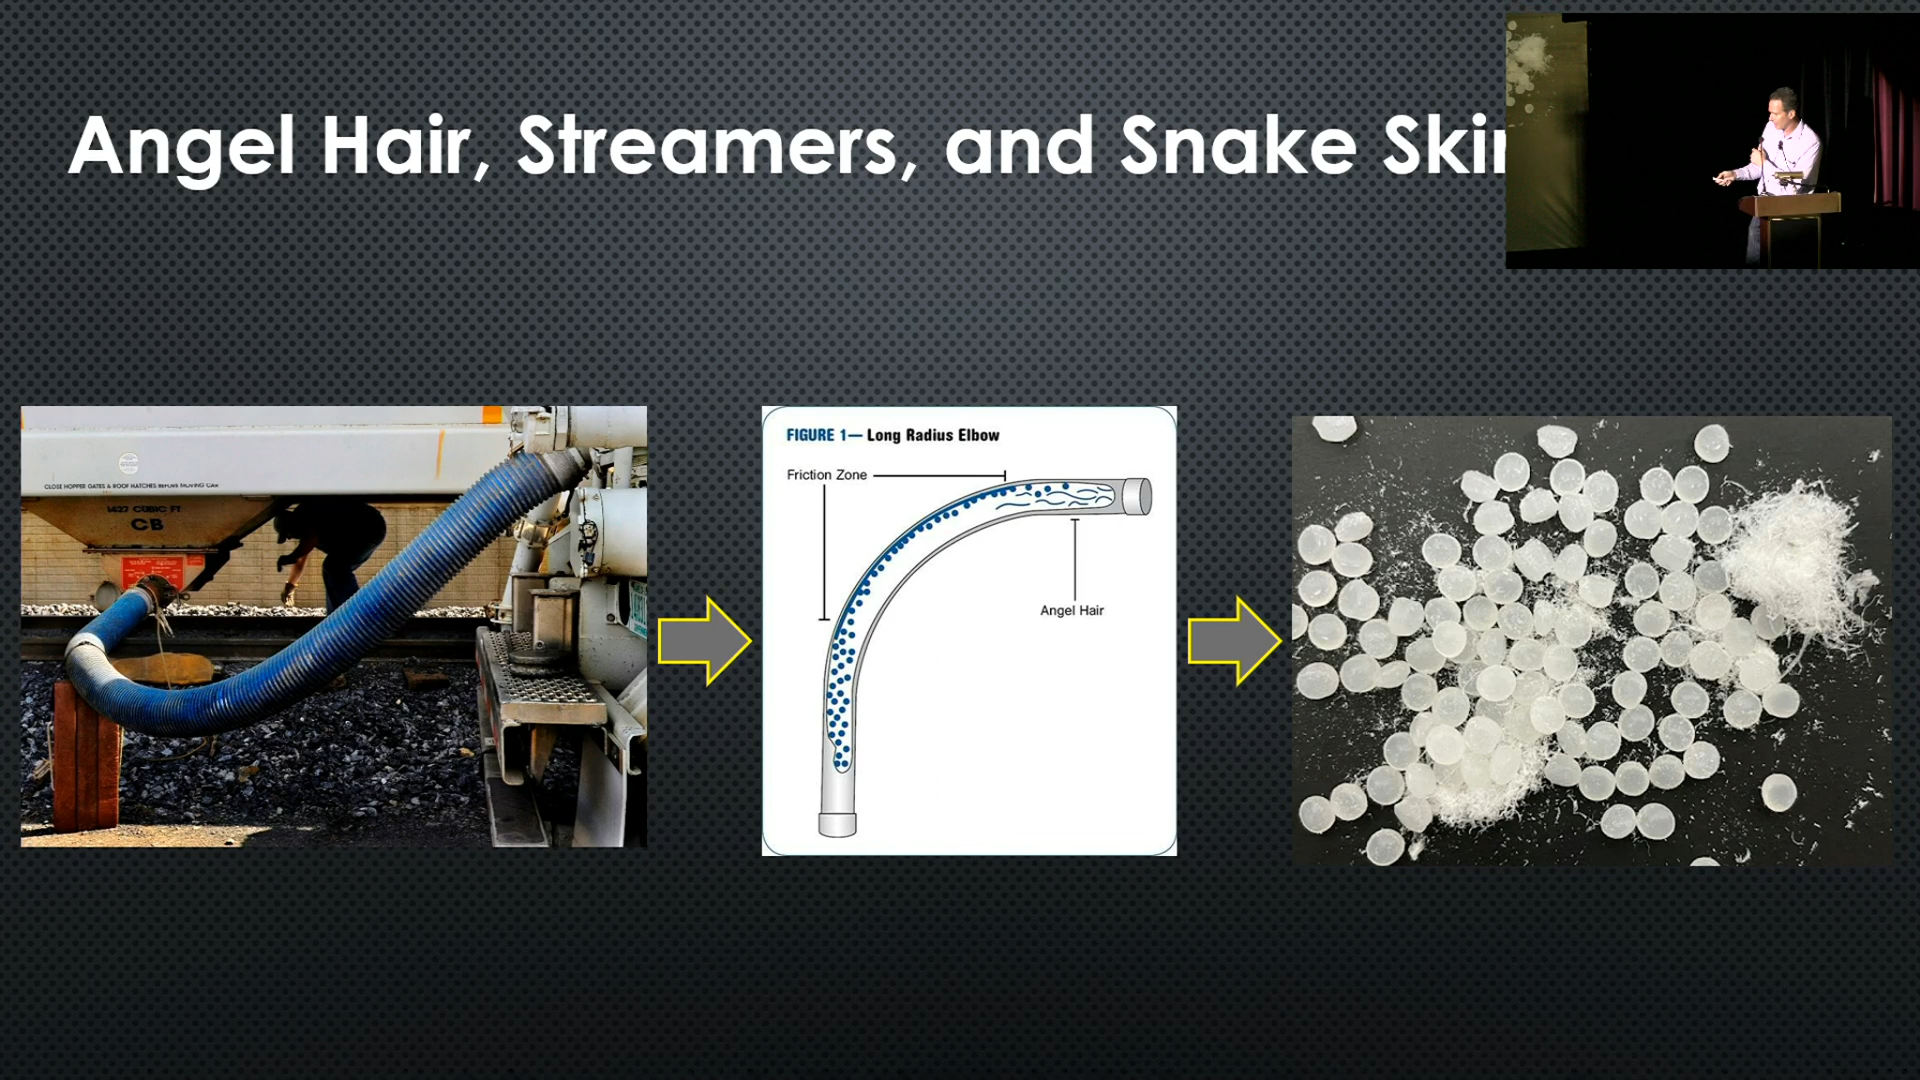 Angel Hair, Streamers, and Snake Skin
CLOSE HOPPER GATES & ROOF HATCHES BEFORE MOVING CAR
1427 CUBIC FT
CB
FIGURE 1— Long Radius Elbow
Friction Zone
Angel Hair